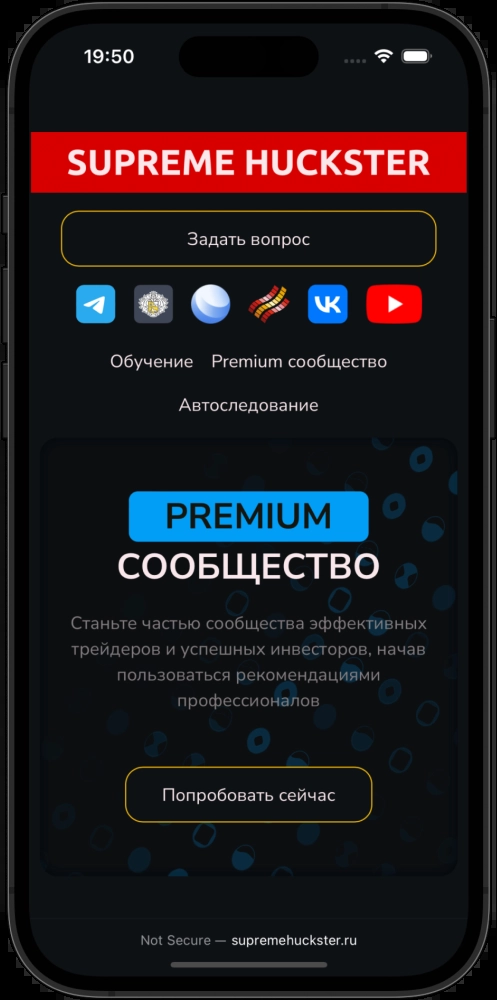 19:50
SUPREME HUCKSTER
Задать вопрос
Обучение Premium сообщество
Автоследование
PREMIUM
СООБЩЕСТВО
Станьте частью сообщества эффективных
трейдеров и успешных инвесторов, начав
пользоваться рекомендациями
профессионалов
Попробовать сейчас
Not Secure — supremehuckster.ru